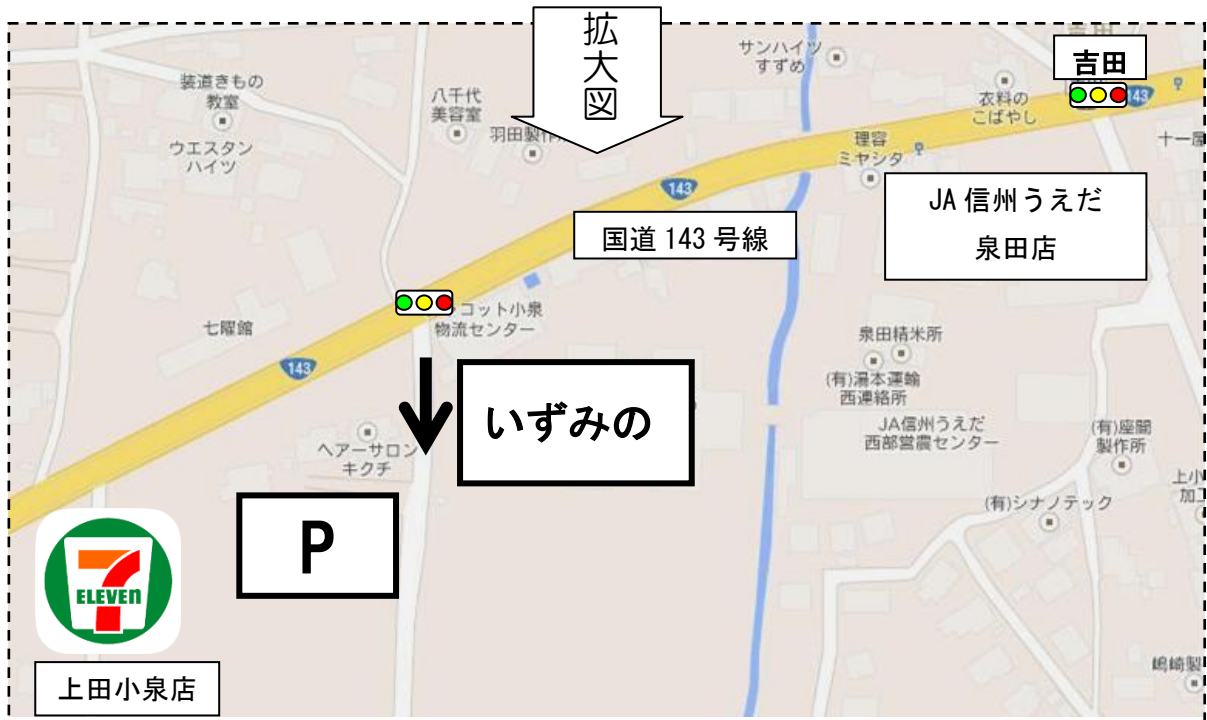 拡
大
図
吉田
サンハイツ
すずめ
143
装道きもの
教室
八千代
美容室
衣料の
こばやし
羽田製作
理容
ミヤシタ
十一屋
ウエスタン
ハイツ
143
JA 信州うえだ
泉田店
国道 143 号線
コット小泉
物流センター
七曜館
泉田精米所
143
(有)湯本運輸
西連絡所
いずみの
JA信州うえだ
西部営農センター
(有)座間
製作所
ヘアーサロン
キクチ
上小
加工
(有)シナノテック
P
7
ELEVEN
嶋崎製
上田小泉店